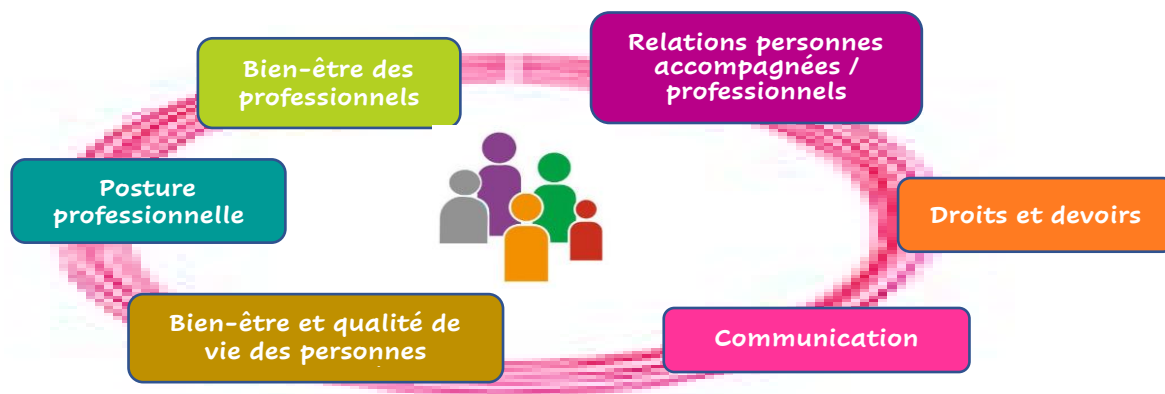 Bien-être des
professionnels
Relations personnes
accompagnées /
professionnels
Posture
professionnelle
Droits et devoirs
Bien-être et qualité de
vie des personnes
Communication